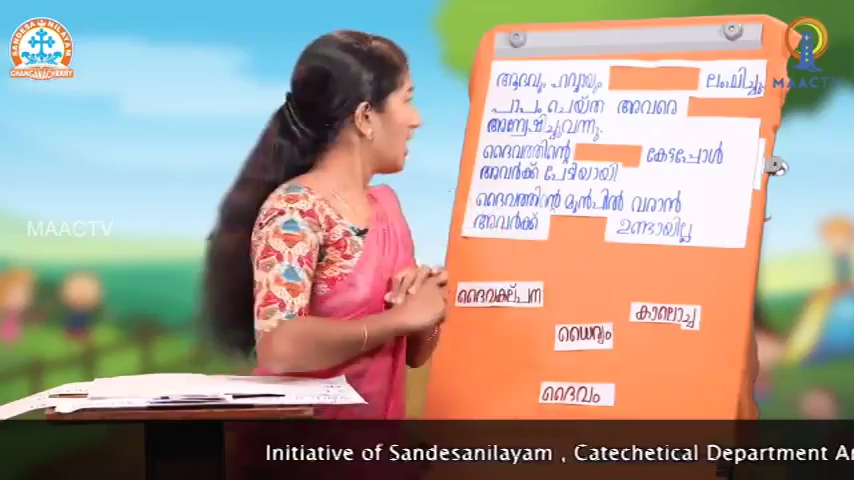 SANDESA NILAYAM
CHANGANACHERRY
MAACTV
MAACTV
ആദവും ഹവ്വായും ലംഘിച്ചു.
പാപം ചെയ്ത അവരെ
അന്വേഷിച്ചുവന്നു.
ദൈവത്തിന്റെ കേട്ടപ്പോൾ
അവർക്ക് പേടിയായി
ദൈവത്തിന്റെ മുൻപിൽ വരാൻ
അവർക്ക് ഉണ്ടായില്ല
ദൈവകല്പന
കാലൊച്ച
ധൈര്യം
ദൈവം
Initiative of Sandesanilayam , Catechetical Department